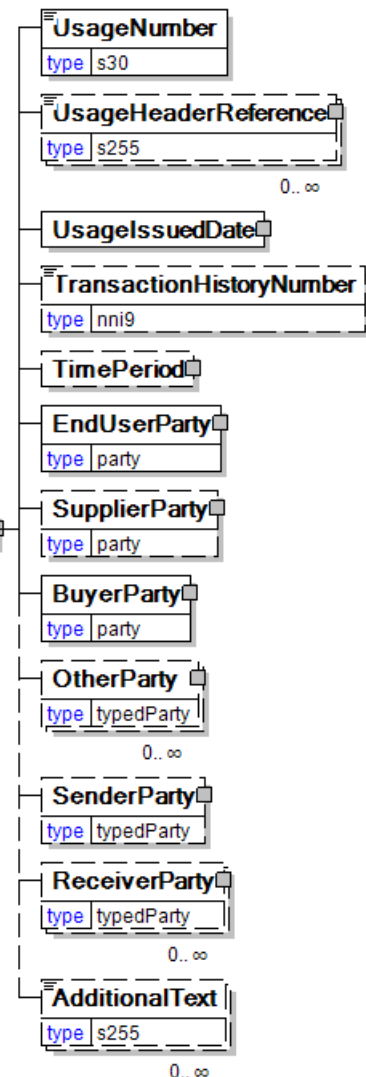 UsageNumber
type s30
UsageHeaderReference
type s255
0.. ∞
UsageIssuedDate
TransactionHistoryNumber
type nni9
TimePeriod
EndUserParty
type party
SupplierParty
type party
BuyerParty
type party
OtherParty
type typedParty
0.. ∞
SenderParty
type typedParty
ReceiverParty
type typedParty
0.. ∞
AdditionalText
type s255
0.. ∞